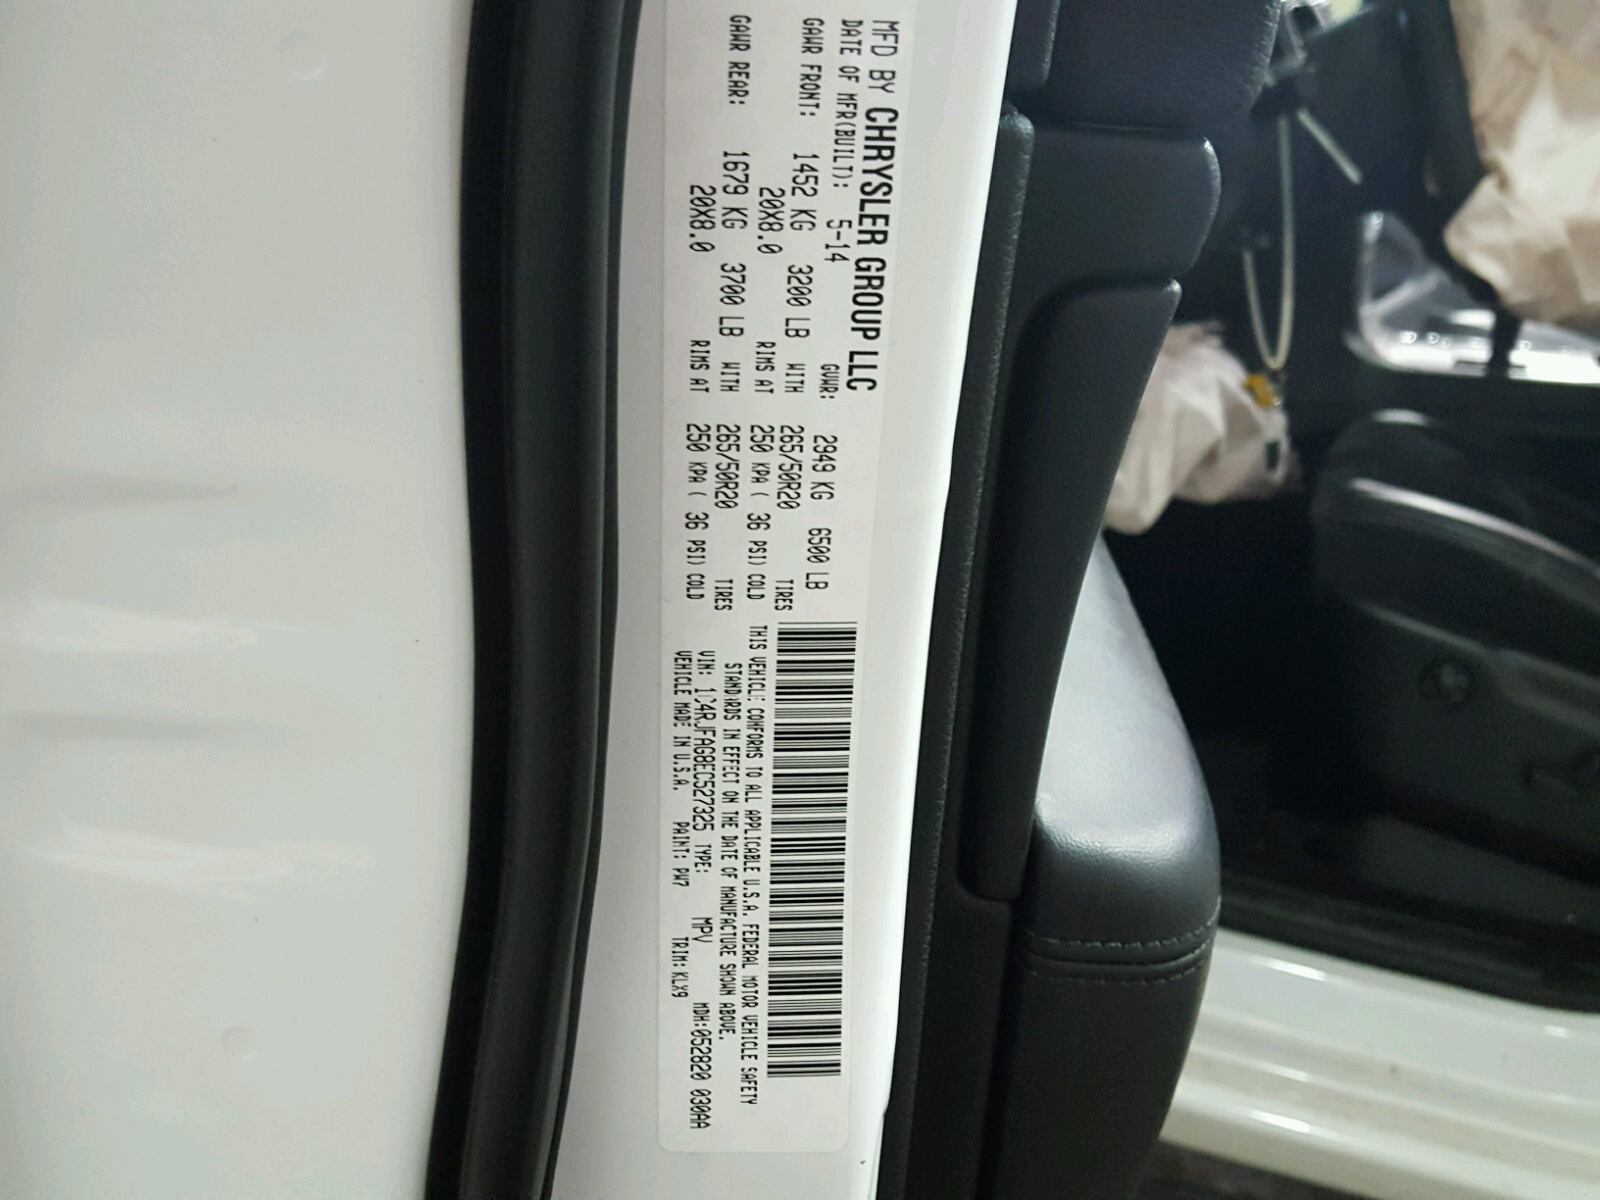 MFD BY CHRYSLER GROUP LLC
DATE OF MFR(BUILT): 5-14 GVWR: 2949 KG 6500 LB
GAWR FRONT: 1452 KG 3200 LB WITH 265/50R20 TIRES
20X8.0 RIMS AT 250 KPA ( 36 PSI) COLD
GAWR REAR: 1679 KG 3700 LB WITH 265/50R20 TIRES
20X8.0 RIMS AT 250 KPA ( 36 PSI) COLD
THIS VEHICLE CONFORMS TO ALL APPLICABLE U.S.A. FEDERAL MOTOR VEHICLE SAFETY
STANDARDS IN EFFECT ON THE DATE OF MANUFACTURE SHOWN ABOVE.
VIN: 1C4RJFAG8EC527325 TYPE: MPV MDH:052820 030AA
VEHICLE MADE IN U.S.A. PAINT: PW7 TRIM: KLX9